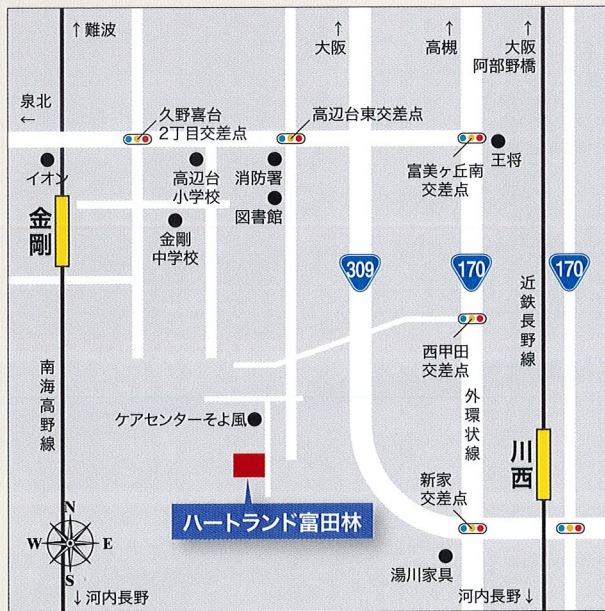 ↑難波
↑
大阪
↑
高槻
↑
大阪
阿部野橋
泉北
←
久野喜台
2丁目交差点
高辺台東交差点
イオン
高辺台
小学校
消防署
図書館
富美ヶ丘南
交差点
王将
金剛
金剛
中学校
309
170
170
近鉄長野線
西甲田
交差点
南海高野線
外環状線
ケアセンターそよ風
川西
新家
交差点
ハートランド富田林
N
W
E
S
湯川家具
↓河内長野
河内長野↓